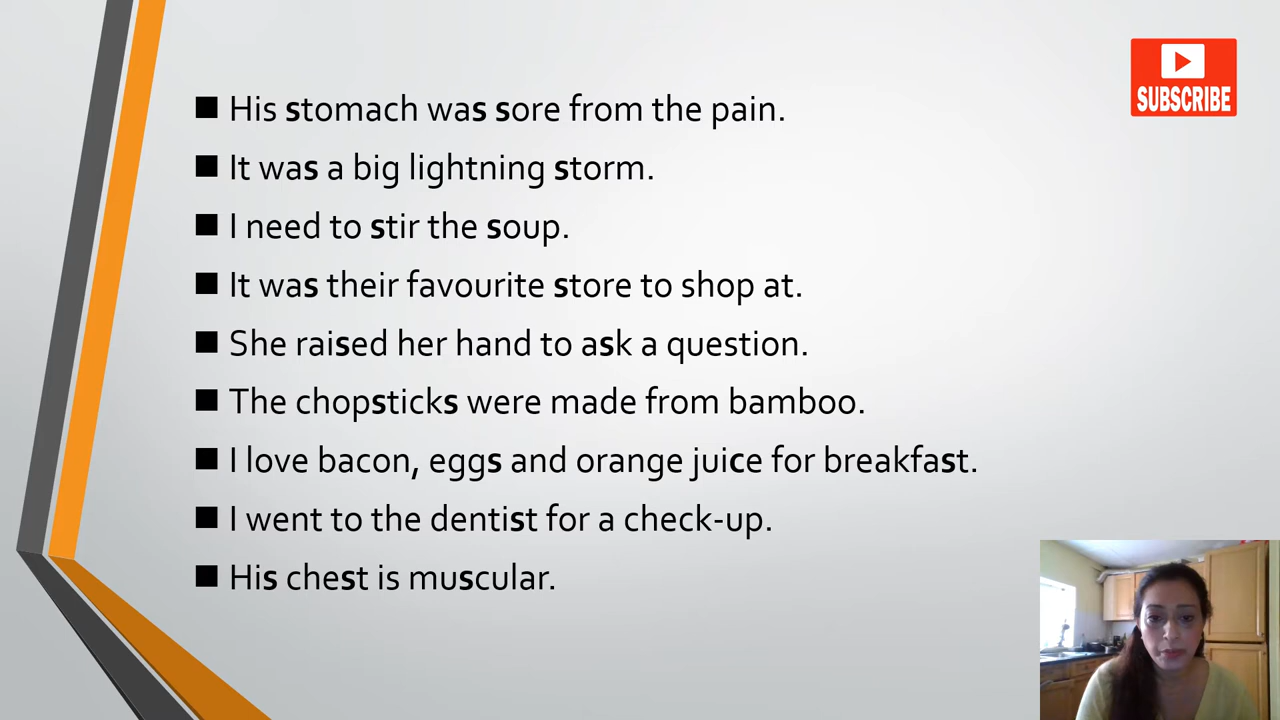 His stomach was sore from the pain.
It was a big lightning storm.
I need to stir the soup.
It was their favourite store to shop at.
She raised her hand to ask a question.
The chopsticks were made from bamboo.
I love bacon, eggs and orange juice for breakfast.
I went to the dentist for a check-up.
His chest is muscular.
SUBSCRIBE